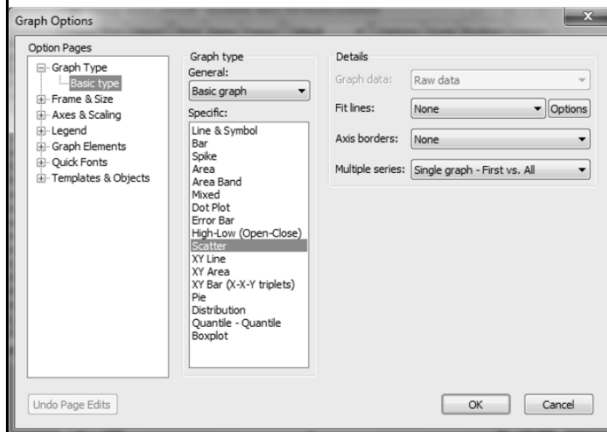 Graph Options
x
Option Pages
Graph Type
Basic type
Frame & Size
Axes & Scaling
Legend
Graph Elements
Quick Fonts
Templates & Objects
Graph type
General:
Basic graph
Specific:
Line & Symbol
Bar
Spike
Area
Area Band
Mixed
Dot Plot
Error Bar
High-Low (Open-Close)
Scatter
XY Line
XY Area
XY Bar (X-X-Y triplets)
Pie
Distribution
Quantile - Quantile
Boxplot
Details
Graph data: Raw data
Fit lines: None Options
Axis borders: None
Multiple series: Single graph - First vs. All
Undo Page Edits
OK Cancel